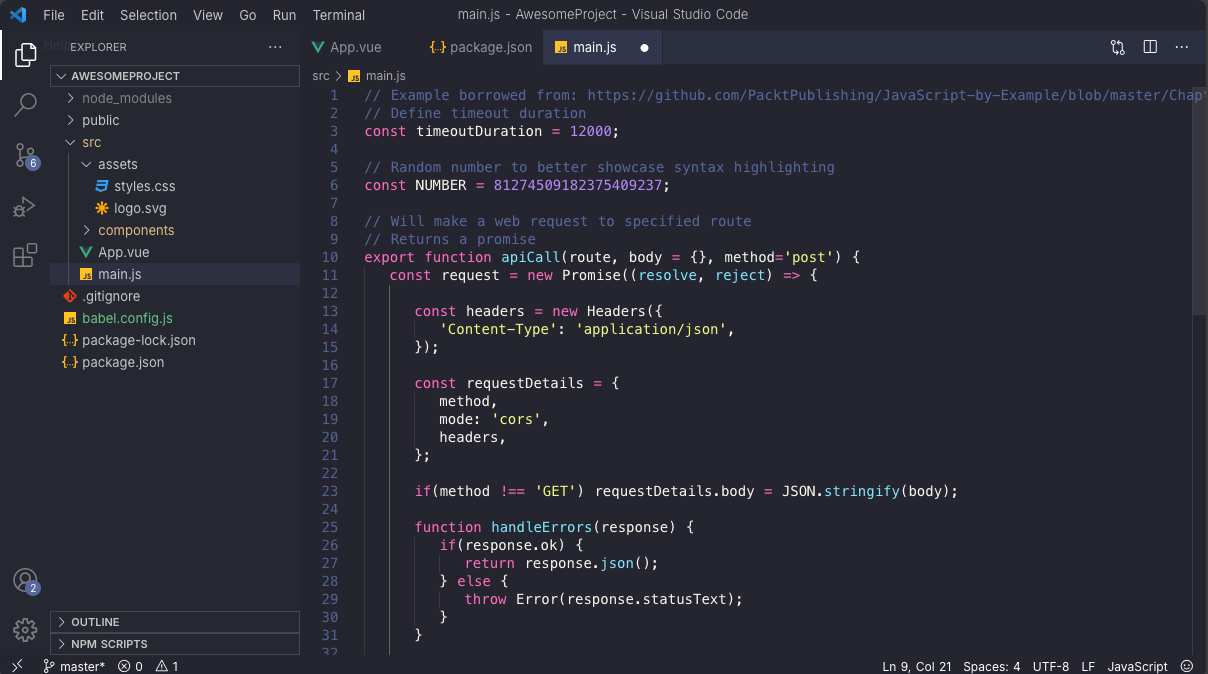 File Edit Selection View Go Run Terminal main.js - AwesomeProject - Visual Studio Code
Help
EXPLORER
App.vue {..} package.json JS main.js
AWESOMEPROJECT
node_modules
public
src
assets
styles.css
logo.svg
components
App.vue
JS main.js
.gitignore
JS babel.config.js
{..} package-lock.json
{..} package.json
6
2
OUTLINE
NPM SCRIPTS
src > JS main.js
1 // Example borrowed from: https://github.com/PacktPublishing/JavaScript-by-Example/blob/master/Chap
2 // Define timeout duration
3 const timeoutDuration = 12000;
4
5 // Random number to better showcase syntax highlighting
6 const NUMBER = 81274509182375409237;
7
8 // Will make a web request to specified route
9 // Returns a promise
10 export function apiCall(route, body = {}, method='post') {
11 const request = new Promise((resolve, reject) => {
12
13 const headers = new Headers({
14 'Content-Type': 'application/json',
15 });
16
17 const requestDetails = {
18 method,
19 mode: 'cors',
20 headers,
21 };
22
23 if(method !== 'GET') requestDetails.body = JSON.stringify(body);
24
25 function handleErrors(response) {
26 if(response.ok) {
27 return response.json();
28 } else {
29 throw Error(response.statusText);
30 }
31 }
32
master* 0 1 Ln 9, Col 21 Spaces: 4 UTF-8 LF JavaScript